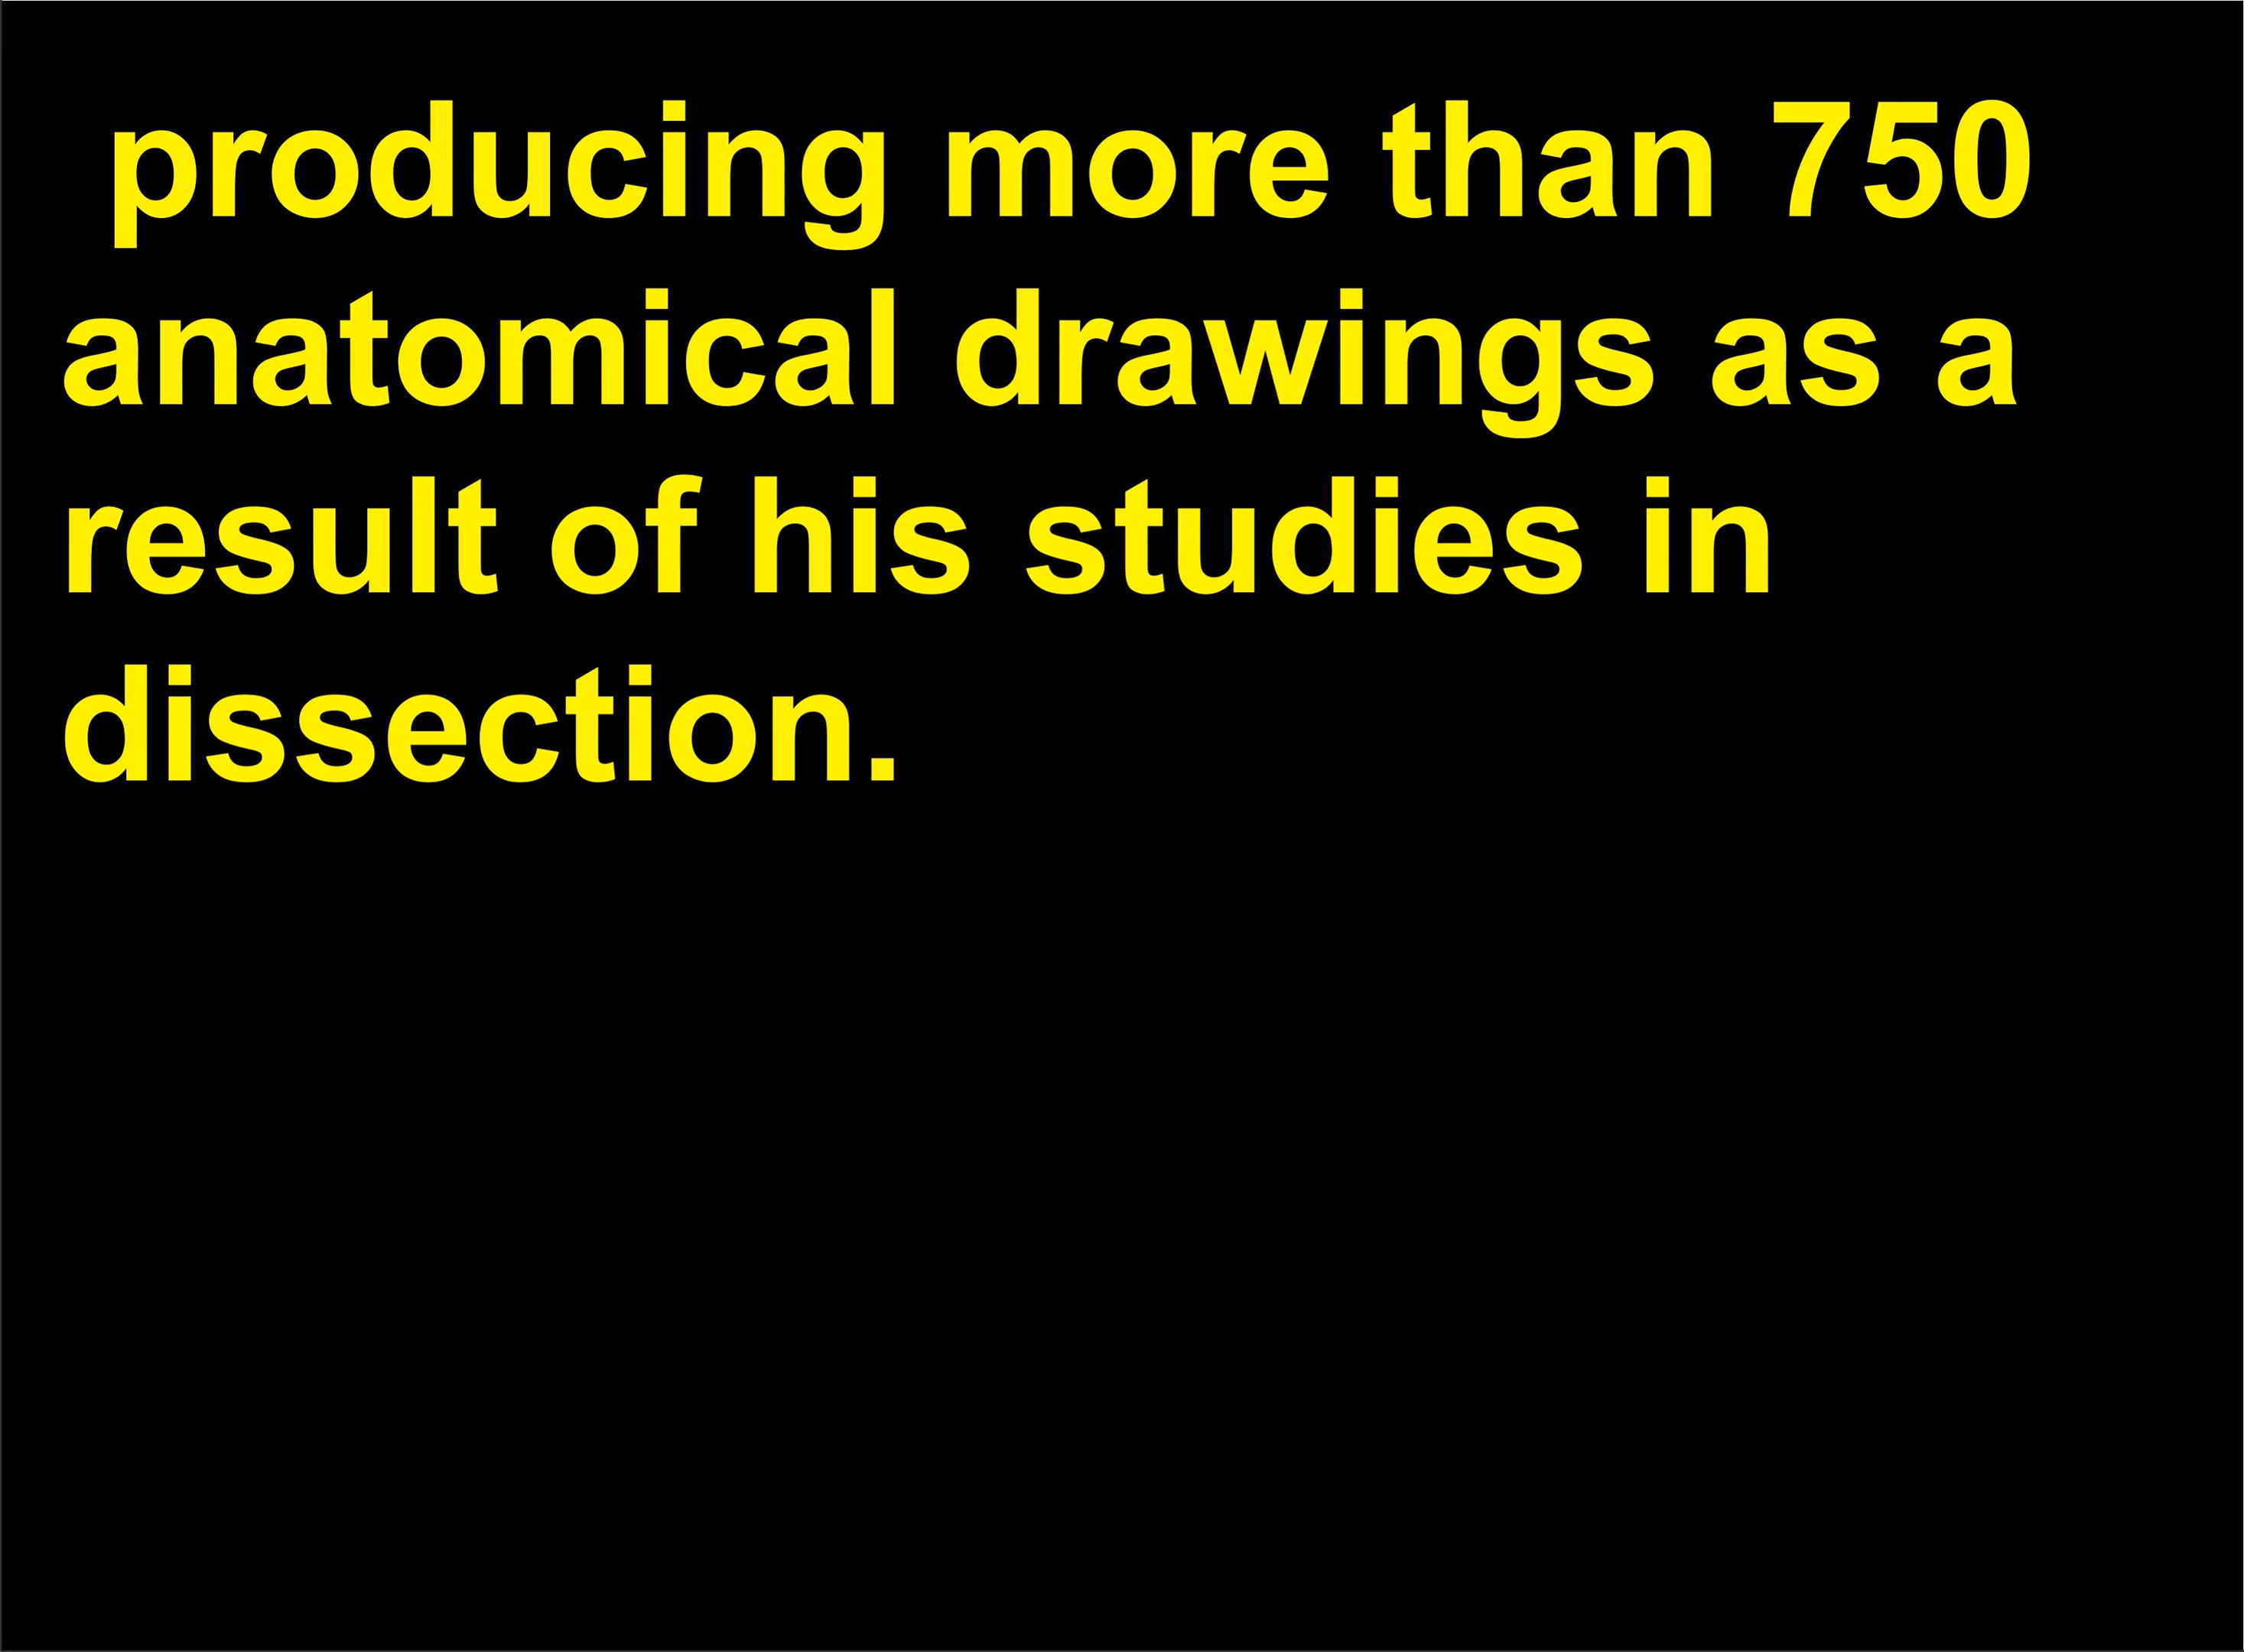 producing more than 750
anatomical drawings as a
result of his studies in
dissection.